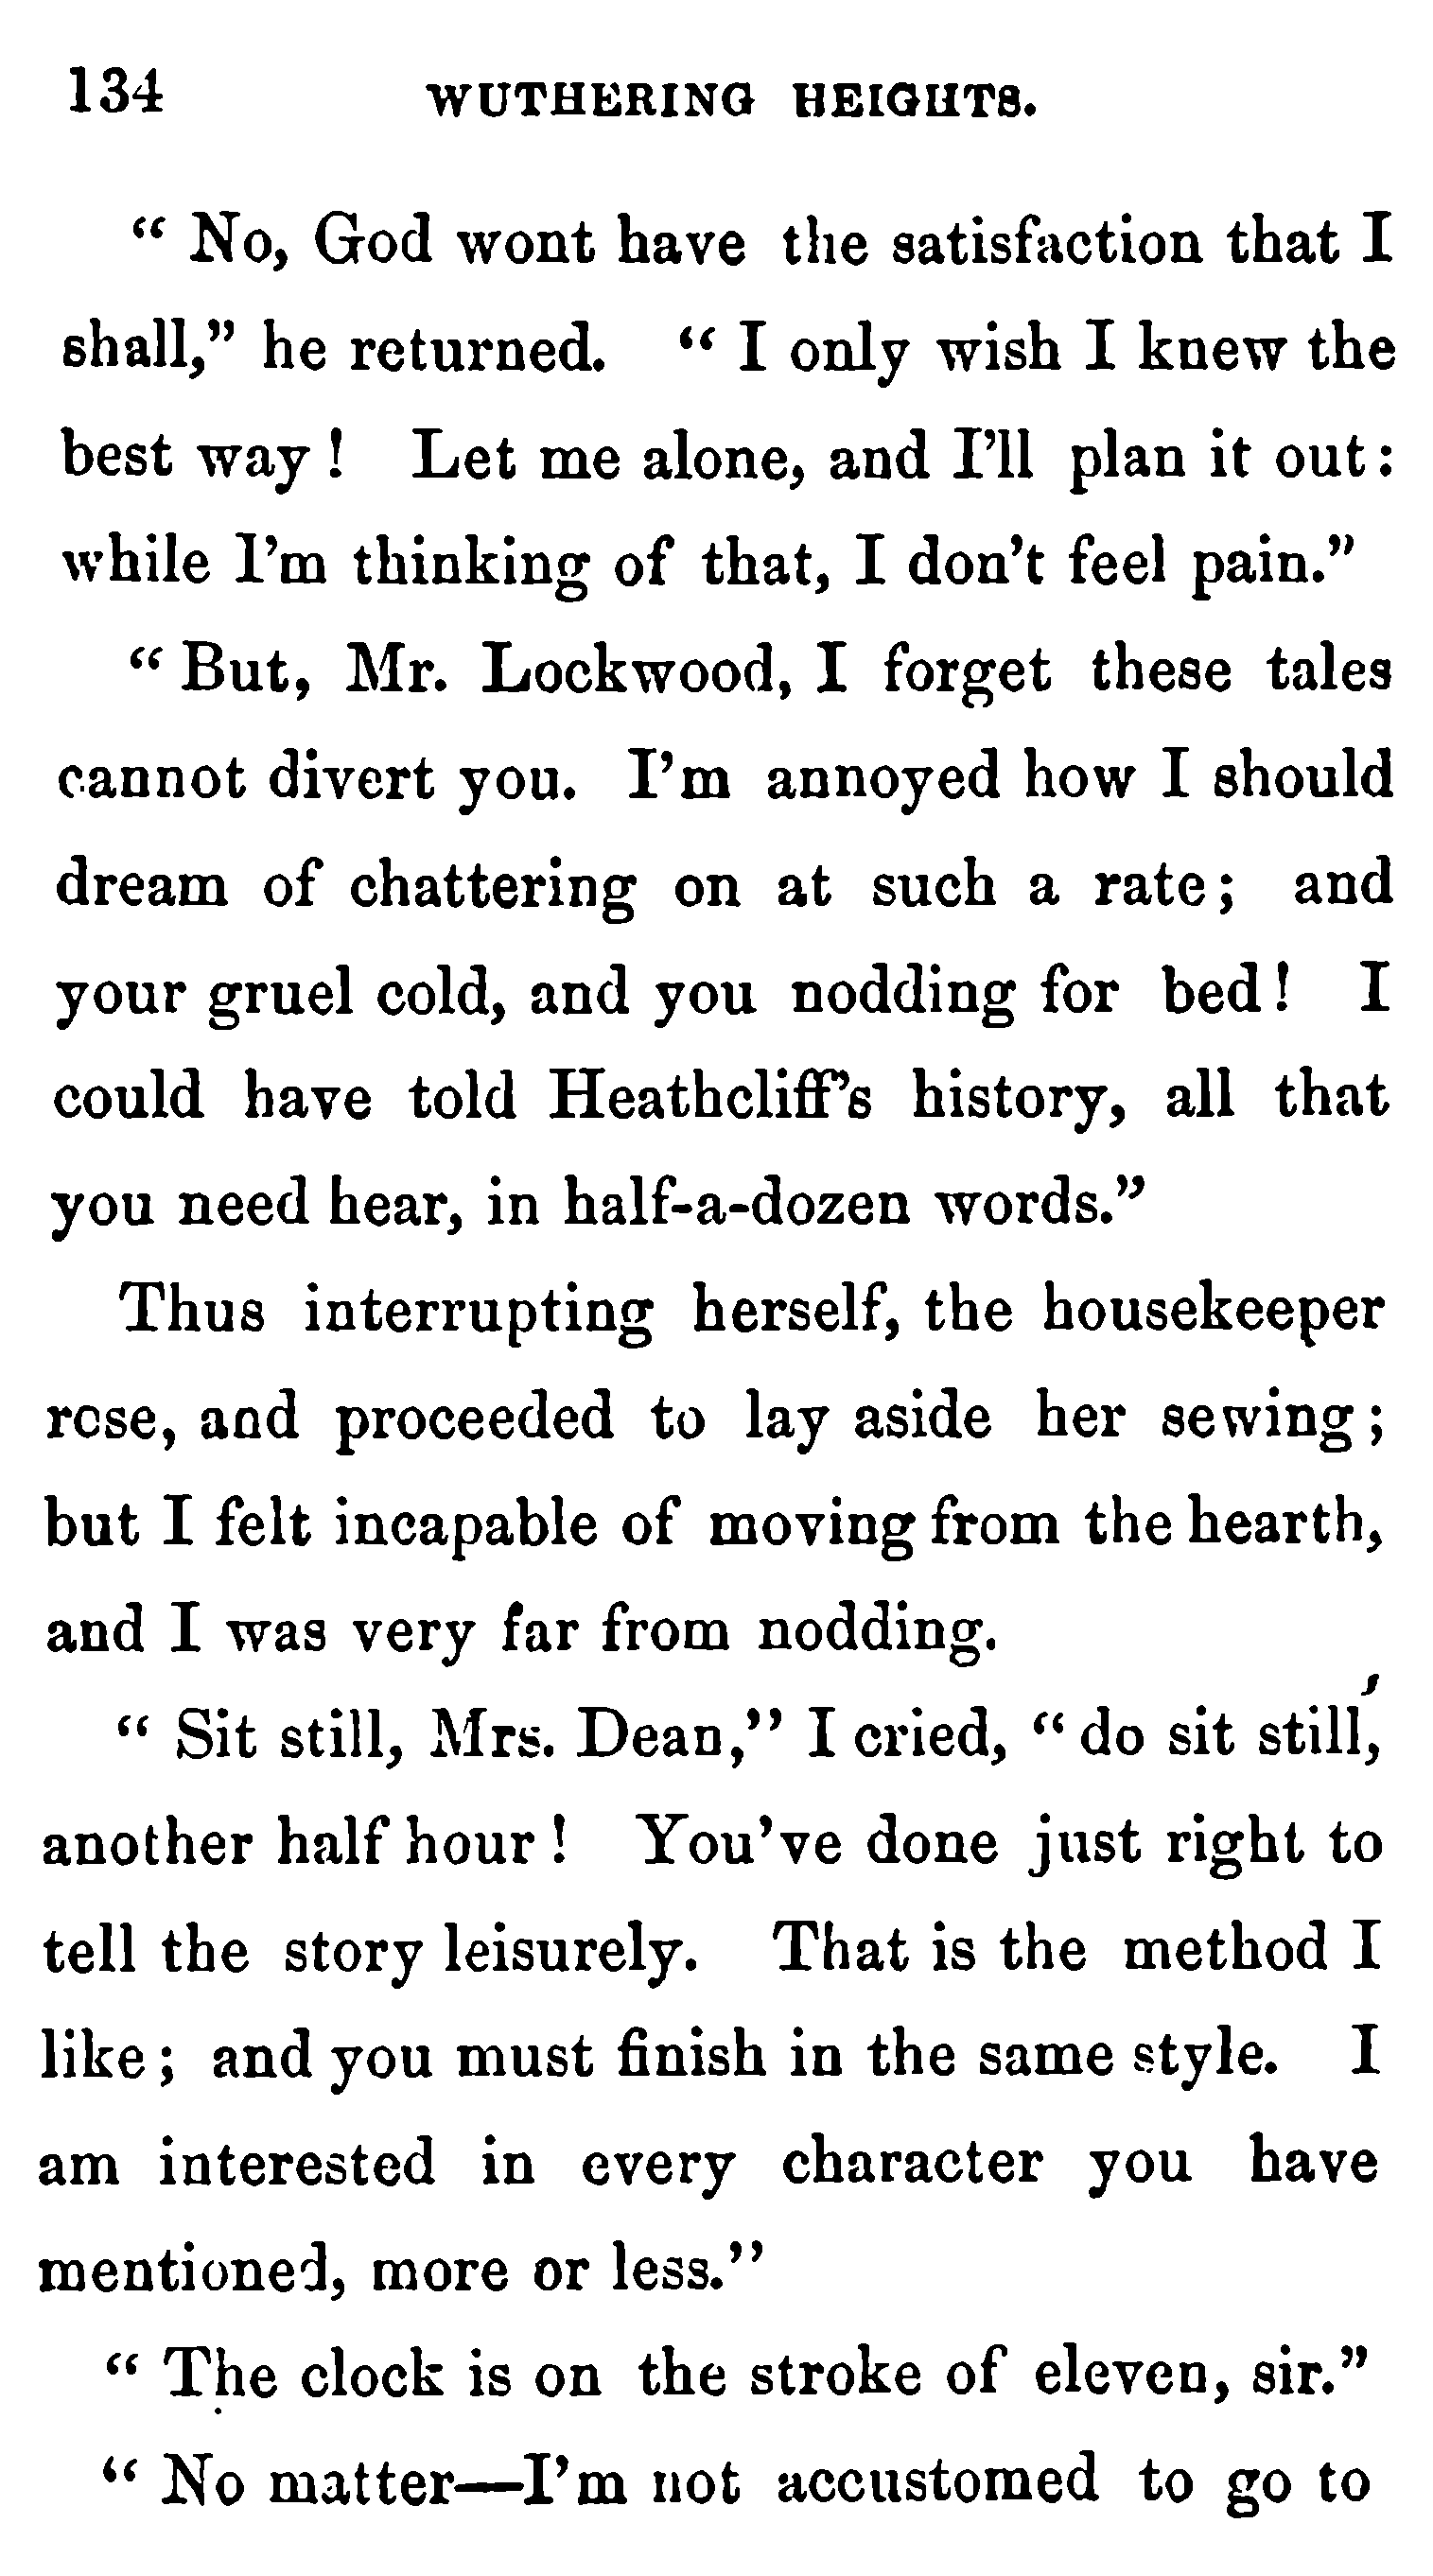 134 WUTHERING HEIGHTS.
“ No, God wont have the satisfaction that I
shall,” he returned. “ I only wish I knew the
best way ! Let me alone, and I’ll plan it out :
while I’m thinking of that, I don’t feel pain.”
“ But, Mr. Lockwood, I forget these tales
cannot divert you. I’m annoyed how I should
dream of chattering on at such a rate ; and
your gruel cold, and you nodding for bed ! I
could have told Heathcliff’s history, all that
you need hear, in half-a-dozen words.”
Thus interrupting herself, the housekeeper
rose, and proceeded to lay aside her sewing ;
but I felt incapable of moving from the hearth,
and I was very far from nodding.
“ Sit still, Mrs. Dean,” I cried, “ do sit still,
another half hour ! You’ve done just right to
tell the story leisurely. That is the method I
like ; and you must finish in the same style. I
am interested in every character you have
mentioned, more or less.”
“ The clock is on the stroke of eleven, sir.”
“ No matter—I’m not accustomed to go to